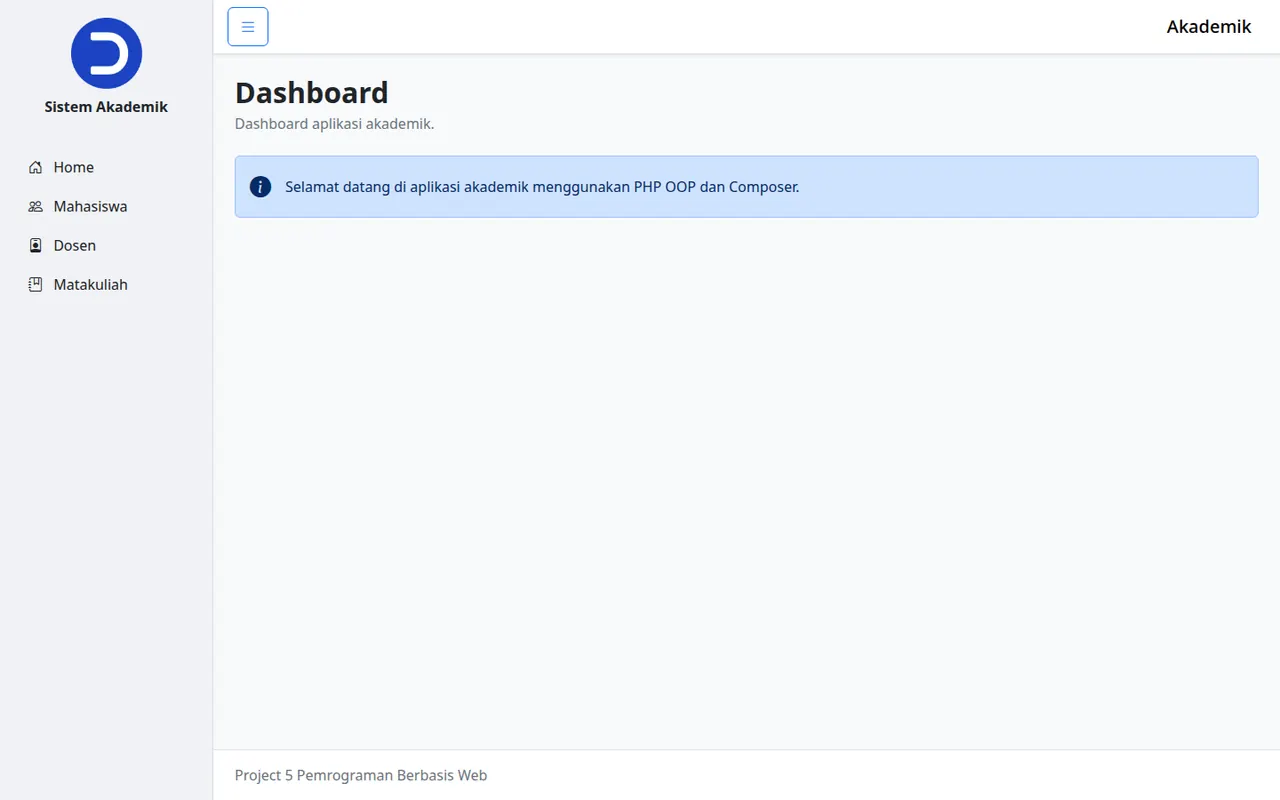 Sistem Akademik
Home
Mahasiswa
Dosen
Matakuliah
Akademik
Dashboard
Dashboard aplikasi akademik.
Selamat datang di aplikasi akademik menggunakan PHP OOP dan Composer.
Project 5 Pemrograman Berbasis Web